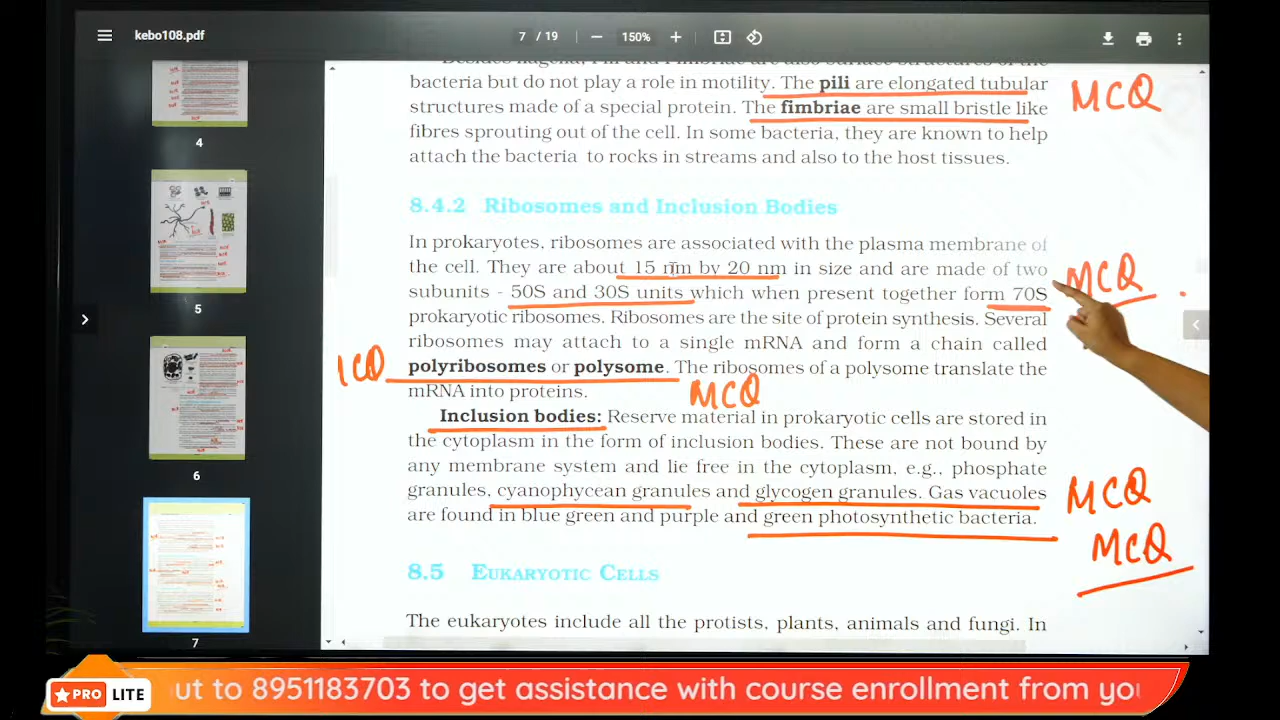 kebo108.pdf
7 / 19
150%
bacteria but do not play a role in motility. The pili are elongated tubular
structures made of a special protein. The fimbriae are small bristle like
fibres sprouting out of the cell. In some bacteria, they are known to help
attach the bacteria to rocks in streams and also to the host tissues.
MCQ
8.4.2 Ribosomes and Inclusion Bodies
In prokaryotes, ribosomes are associated with the plasma membrane of
the cell. They are about nm by 20 nm in size and are made of two
subunits - 50S and 30S units which when present together form 70S
MCQ
prokaryotic ribosomes. Ribosomes are the site of protein synthesis. Several
ribosomes may attach to a single mRNA and form a chain called
polyribosomes or polysome. The ribosomes of a polysome translate the
mRNA into proteins.
MCQ
Inclusion bodies: Reserve material in prokaryotic cells are stored in
the cytoplasm in the form of inclusion bodies. These are not bound by
any membrane system and lie free in the cytoplasm, e.g., phosphate
granules, cyanophycean granules and glycogen granules. Gas vacuoles
are found in blue green and purple and green photosynthetic bacteria.
MCQ
MCQ
8.5 EUKARYOTIC CELLS
The eukaryotes include all the protists, plants, animals and fungi. In
4
5
6
7
PRO LITE
ut to 8951183703 to get assistance with course enrollment from you